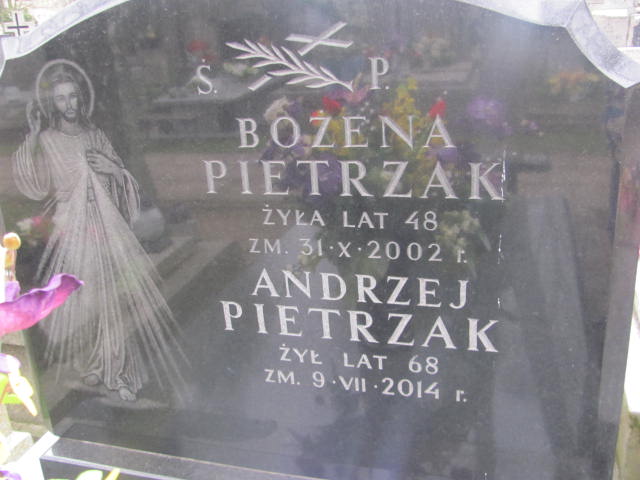 Ś. P.
BOŻENA
PIETRZAK
ŻYŁA LAT 48
ZM. 31·X·2002 r.
ANDRZEJ
PIETRZAK
ŻYŁ LAT 68
ZM. 9·VII·2014 r.